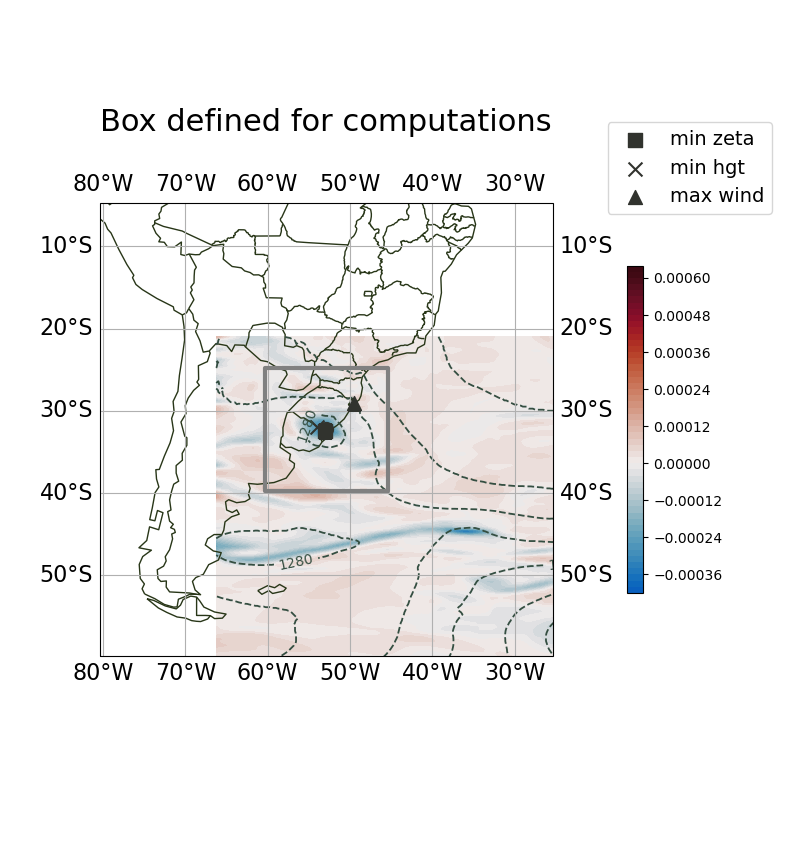 Box defined for computations
min zeta
min hgt
max wind
80°W 70°W 60°W 50°W 40°W 30°W
10°S 10°S
20°S 20°S
30°S 30°S
40°S 40°S
50°S 50°S
1280
1280
80°W 70°W 60°W 50°W 40°W 30°W
0.00060
0.00048
0.00036
0.00024
0.00012
0.00000
−0.00012
−0.00024
−0.00036